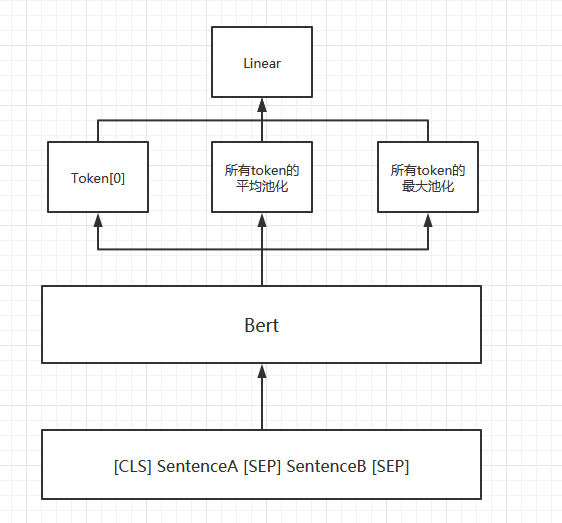 Linear
Token[0]
所有token的
平均池化
所有token的
最大池化
Bert
[CLS] SentenceA [SEP] SentenceB [SEP]